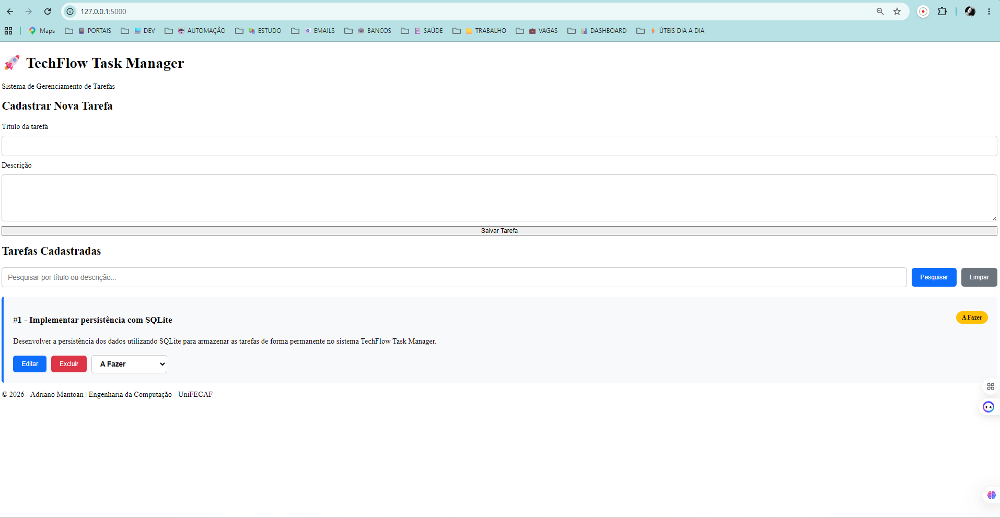 127.0.0.1:5000
Maps PORTAIS DEV AUTOMAÇÃO ESTUDO EMAILS BANCOS SAÚDE TRABALHO VAGAS DASHBOARD ÚTEIS DIA A DIA
TechFlow Task Manager
Sistema de Gerenciamento de Tarefas
Cadastrar Nova Tarefa
Título da tarefa
Descrição
Salvar Tarefa
Tarefas Cadastradas
Pesquisar por título ou descrição... Pesquisar Limpar
#1 - Implementar persistência com SQLite A Fazer
Desenvolver a persistência dos dados utilizando SQLite para armazenar as tarefas de forma permanente no sistema TechFlow Task Manager.
Editar Excluir A Fazer
© 2026 - Adriano Mantoan | Engenharia da Computação - UniFECAF